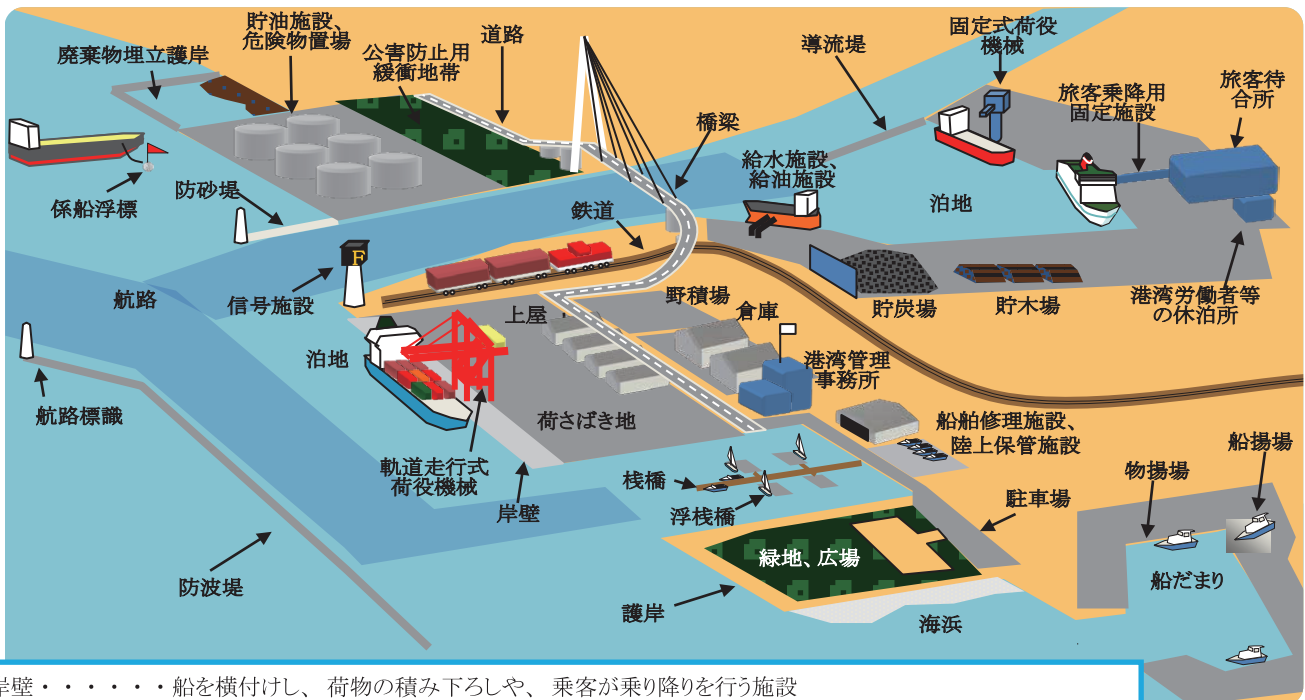 貯油施設、
危険物置場
廃棄物埋立護岸
公害防止用
緩衝地帯
道路
導流堤
固定式荷役
機械
旅客待
合所
旅客乗降用
固定施設
橋梁
給水施設、
給油施設
泊地
係船浮標
防砂堤
鉄道
航路
信号施設
F
上屋
野積場
倉庫
貯炭場
貯木場
港湾労働者等
の休泊所
泊地
港湾管理
事務所
航路標識
荷さばき地
船舶修理施設、
陸上保管施設
軌道走行式
荷役機械
岸壁
桟橋
浮桟橋
駐車場
物揚場
船揚場
緑地、広場
船だまり
防波堤
護岸
海浜
岸壁・・・・・・船を横付けし、 荷物の積み下ろしや、 乗客が乗り降りを行う施設